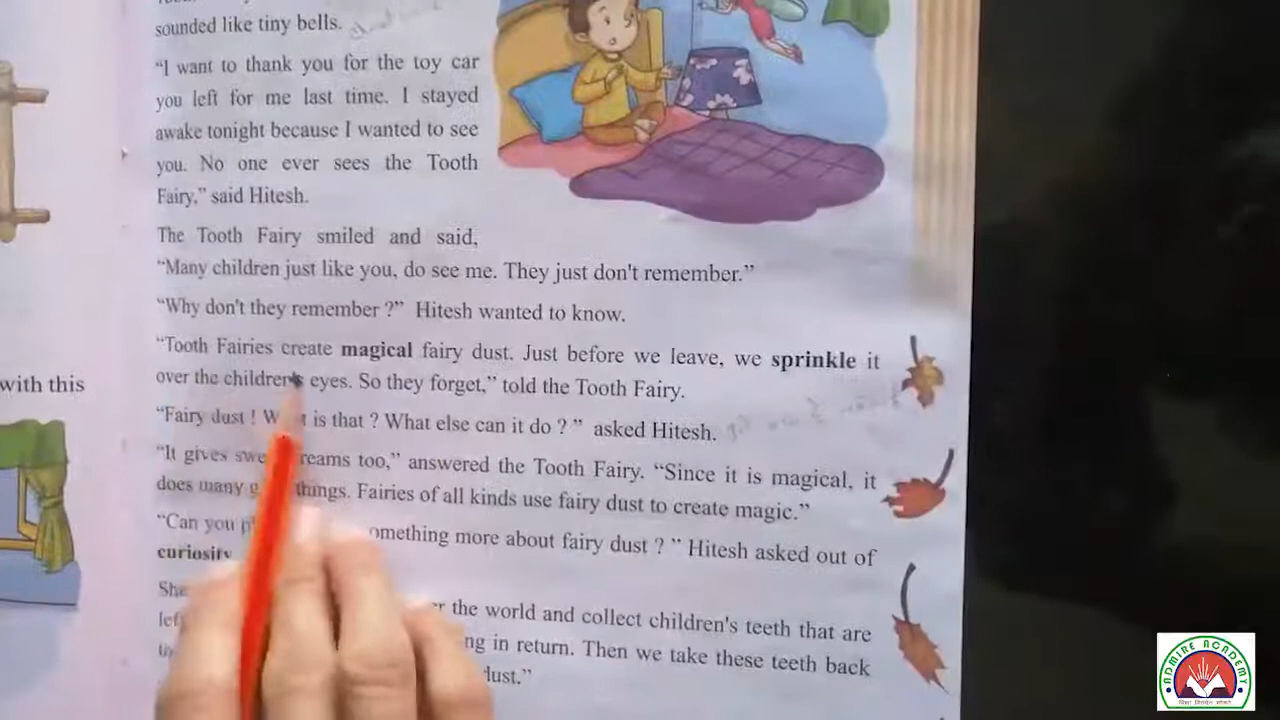 sounded like tiny bells.
“I want to thank you for the toy car
you left for me last time. I stayed
awake tonight because I wanted to see
you. No one ever sees the Tooth
Fairy,” said Hitesh.
The Tooth Fairy smiled and said,
“Many children just like you, do see me. They just don't remember.”
“Why don't they remember ?” Hitesh wanted to know.
“Tooth Fairies create magical fairy dust. Just before we leave, we sprinkle it
over the children's eyes. So they forget,” told the Tooth Fairy.
“Fairy dust ! is that ? What else can it do ? ” asked Hitesh.
“It gives dreams too,” answered the Tooth Fairy. “Since it is magical, it
does many things. Fairies of all kinds use fairy dust to create magic.”
“Can you something more about fairy dust ? ” Hitesh asked out of
curiosity
She the world and collect children's teeth that are
in return. Then we take these teeth back
dust.”
with this
ADMIRE ACADEMY